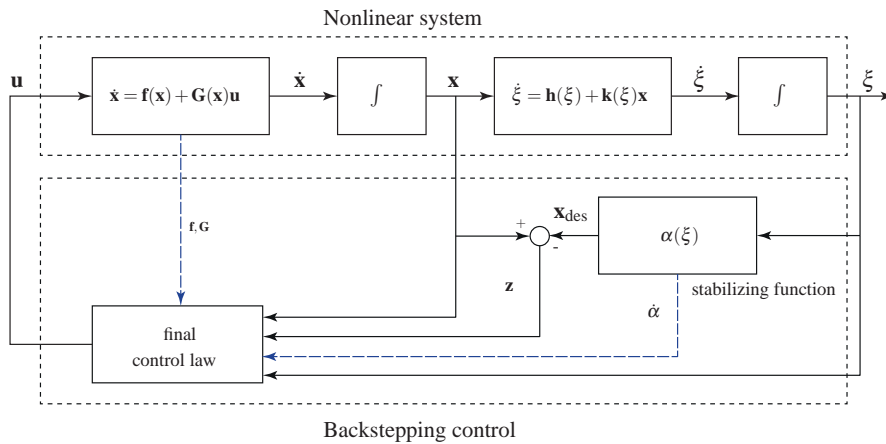 Nonlinear system
u
ẋ = f(x) + G(x)u
ẋ
∫
x
ξ̇ = h(ξ) + k(ξ)x
ξ̇
∫
ξ
f, G
x_des
+
-
α(ξ)
z
stabilizing function
α̇
final
control law
Backstepping control